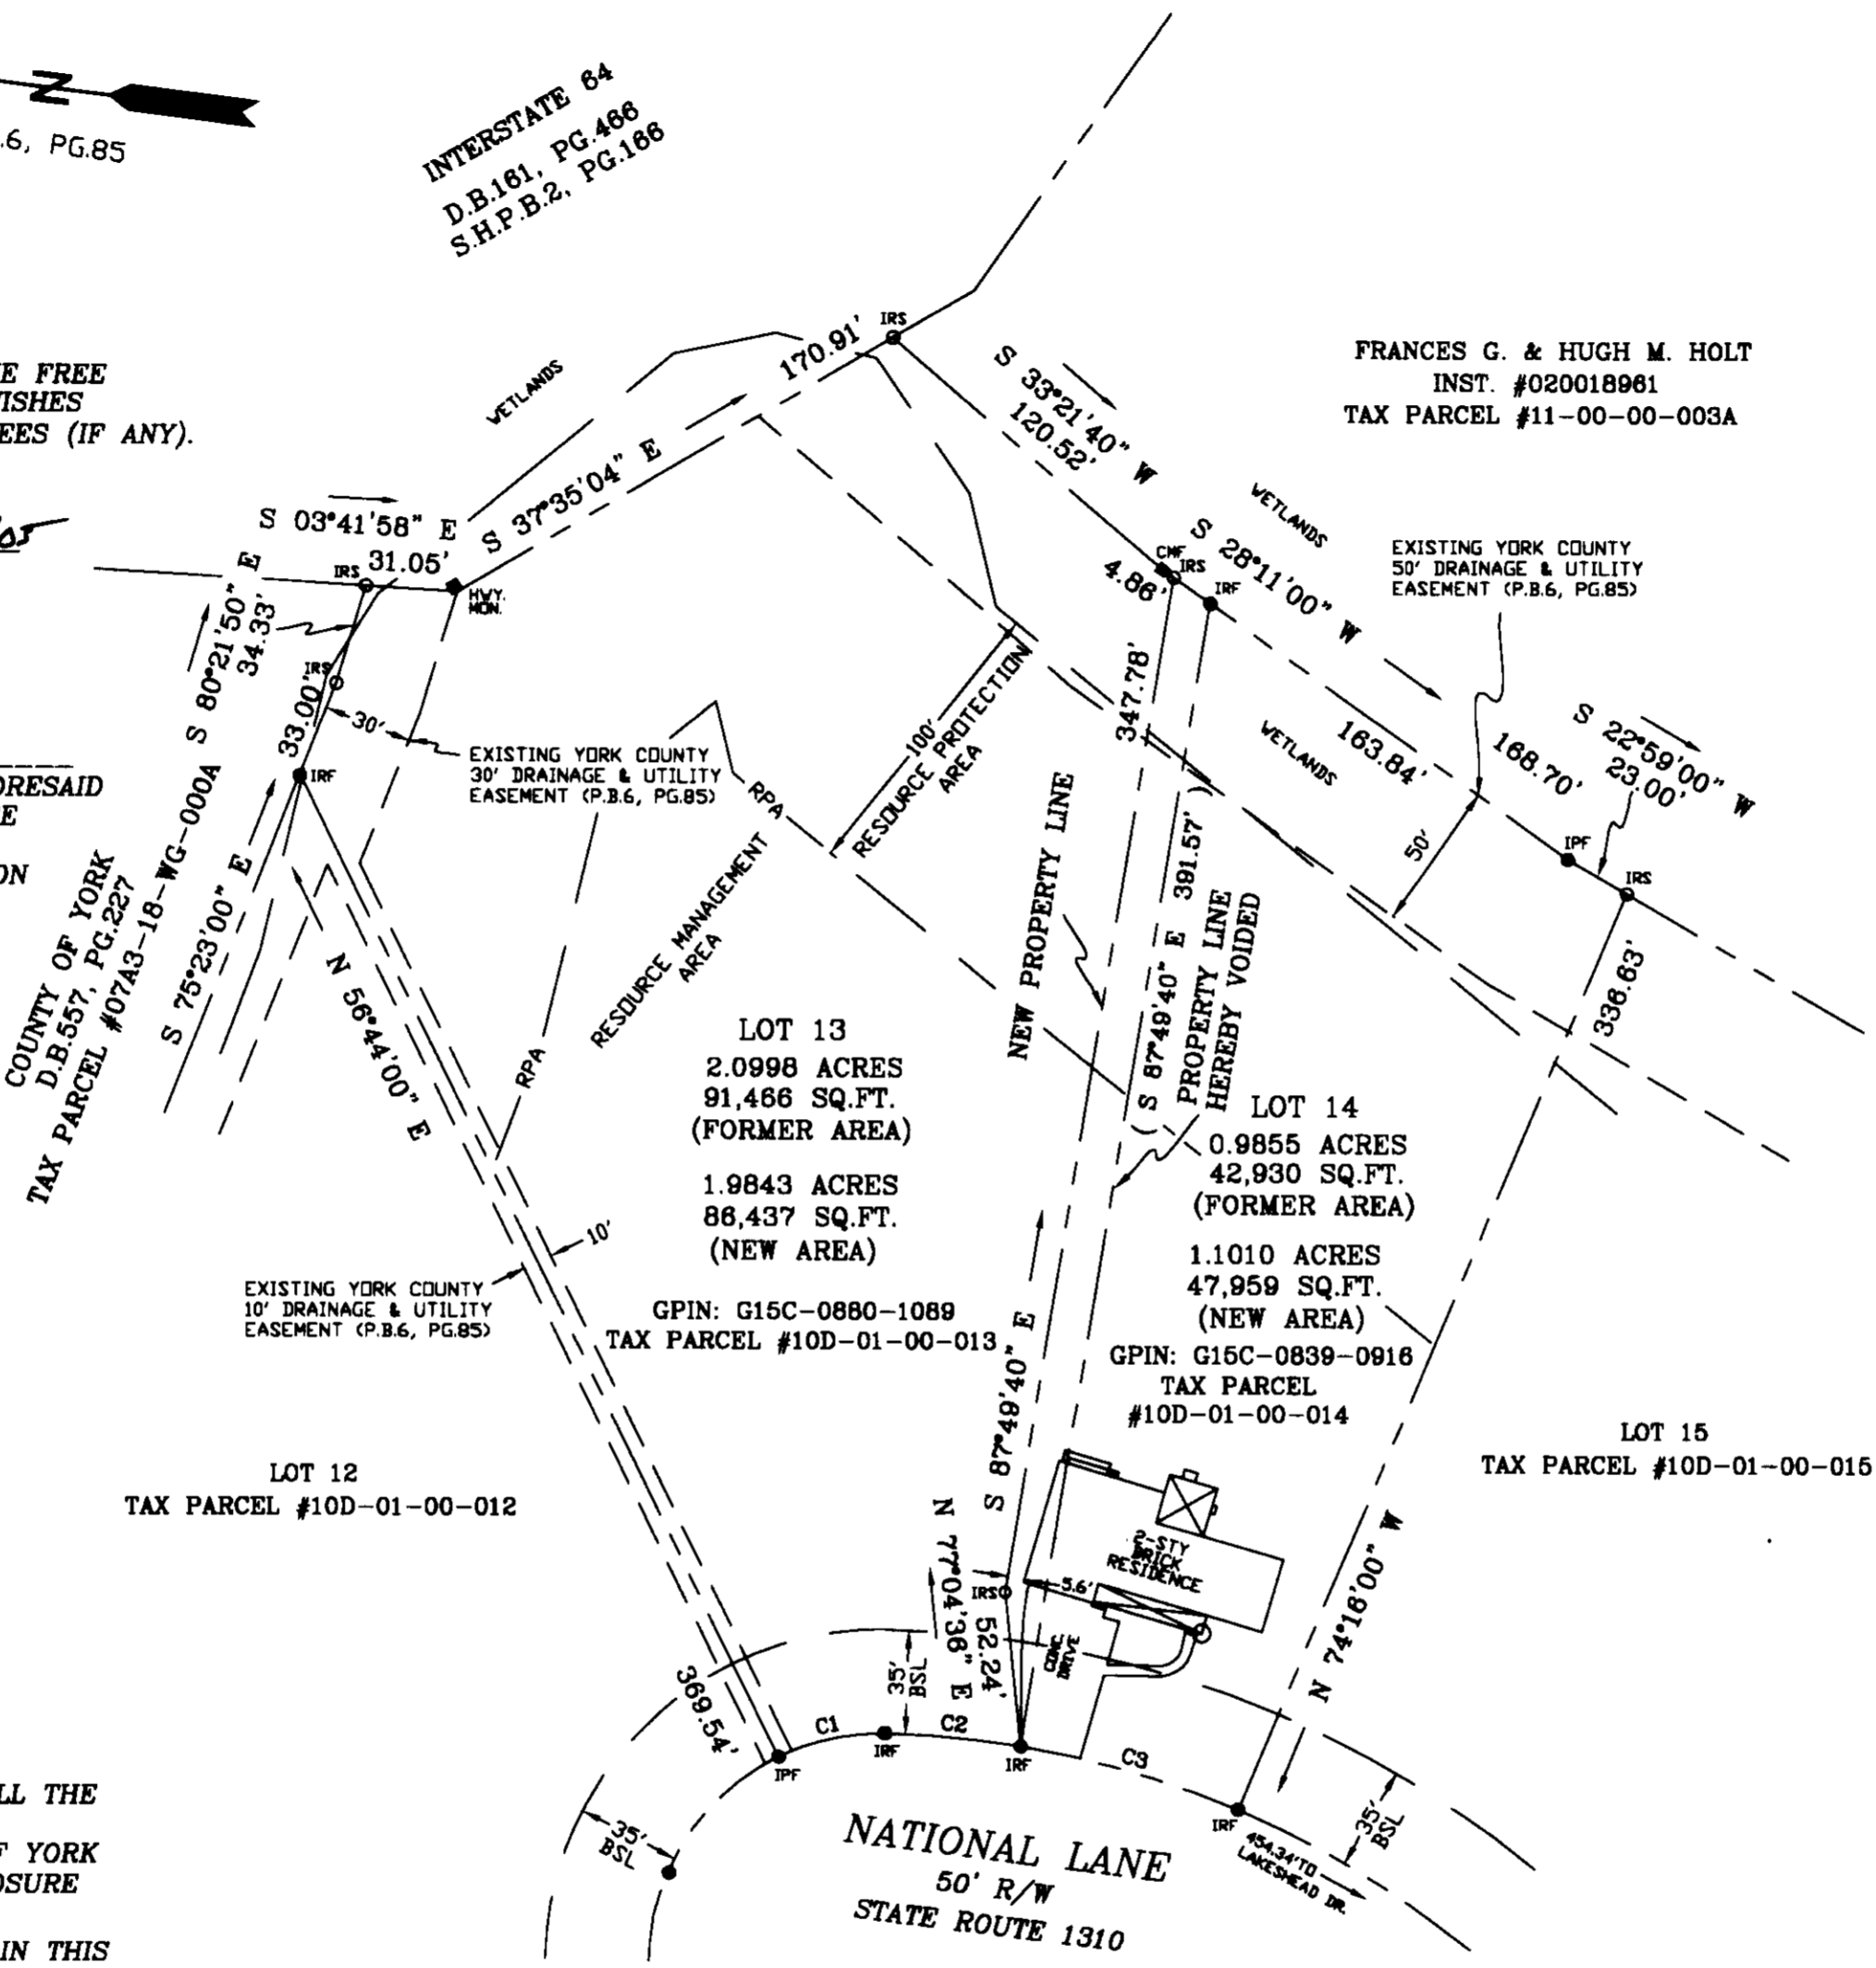 N
.6, PG.85
INTERSTATE 64
D.B.161, PG.466
S.H.P.B.2, PG.166
E FREE
ISHES
EES (IF ANY).
WETLANDS
170.91'
IRS
S 37°35'04" E
S 33°21'40" W
120.52'
FRANCES G. & HUGH M. HOLT
INST. #020018961
TAX PARCEL #11-00-00-003A
S 03°41'58" E
31.05'
IRS
HWY.
MON.
S 80°21'50" E
34.33'
IRS
33.00'
IRF
30'
EXISTING YORK COUNTY
30' DRAINAGE & UTILITY
EASEMENT (P.B.6, PG.85)
WETLANDS
S 28°11'00" W
CMF
IRS
IRF
4.86'
EXISTING YORK COUNTY
50' DRAINAGE & UTILITY
EASEMENT (P.B.6, PG.85)
347.78'
WETLANDS
163.84'
168.70'
S 22°59'00" W
23.00'
50'
IPF
IRS
336.63'
100'
RESOURCE PROTECTION
AREA
RPA
RESOURCE MANAGEMENT
AREA
RPA
ORESAID
E
ON
COUNTY OF YORK
D.B.557, PG.227
TAX PARCEL #07A3-18-WG-000A
S 75°23'00" E
N 56°44'00" E
NEW PROPERTY LINE
( S 87°49'40" E 391.57' )
PROPERTY LINE
HEREBY VOIDED
LOT 13
2.0998 ACRES
91,466 SQ.FT.
(FORMER AREA)
1.9843 ACRES
86,437 SQ.FT.
(NEW AREA)
GPIN: G15C-0880-1089
TAX PARCEL #10D-01-00-013
LOT 14
0.9855 ACRES
42,930 SQ.FT.
(FORMER AREA)
1.1010 ACRES
47,959 SQ.FT.
(NEW AREA)
GPIN: G15C-0839-0916
TAX PARCEL
#10D-01-00-014
10'
EXISTING YORK COUNTY
10' DRAINAGE & UTILITY
EASEMENT (P.B.6, PG.85)
LOT 12
TAX PARCEL #10D-01-00-012
LOT 15
TAX PARCEL #10D-01-00-015
S 87°49'40" E
N 77°04'36" E
52.24'
IRS
5.6'
2-STY
BRICK
RESIDENCE
CONC.
DRIVE
N 74°16'00" W
369.54'
35'
BSL
C1
C2
C3
IPF
IRF
IRF
IRF
35'
BSL
35'
BSL
454.34' TO
LAKESHEAD DR.
NATIONAL LANE
50' R/W
STATE ROUTE 1310
LL THE
F YORK
OSURE
IN THIS